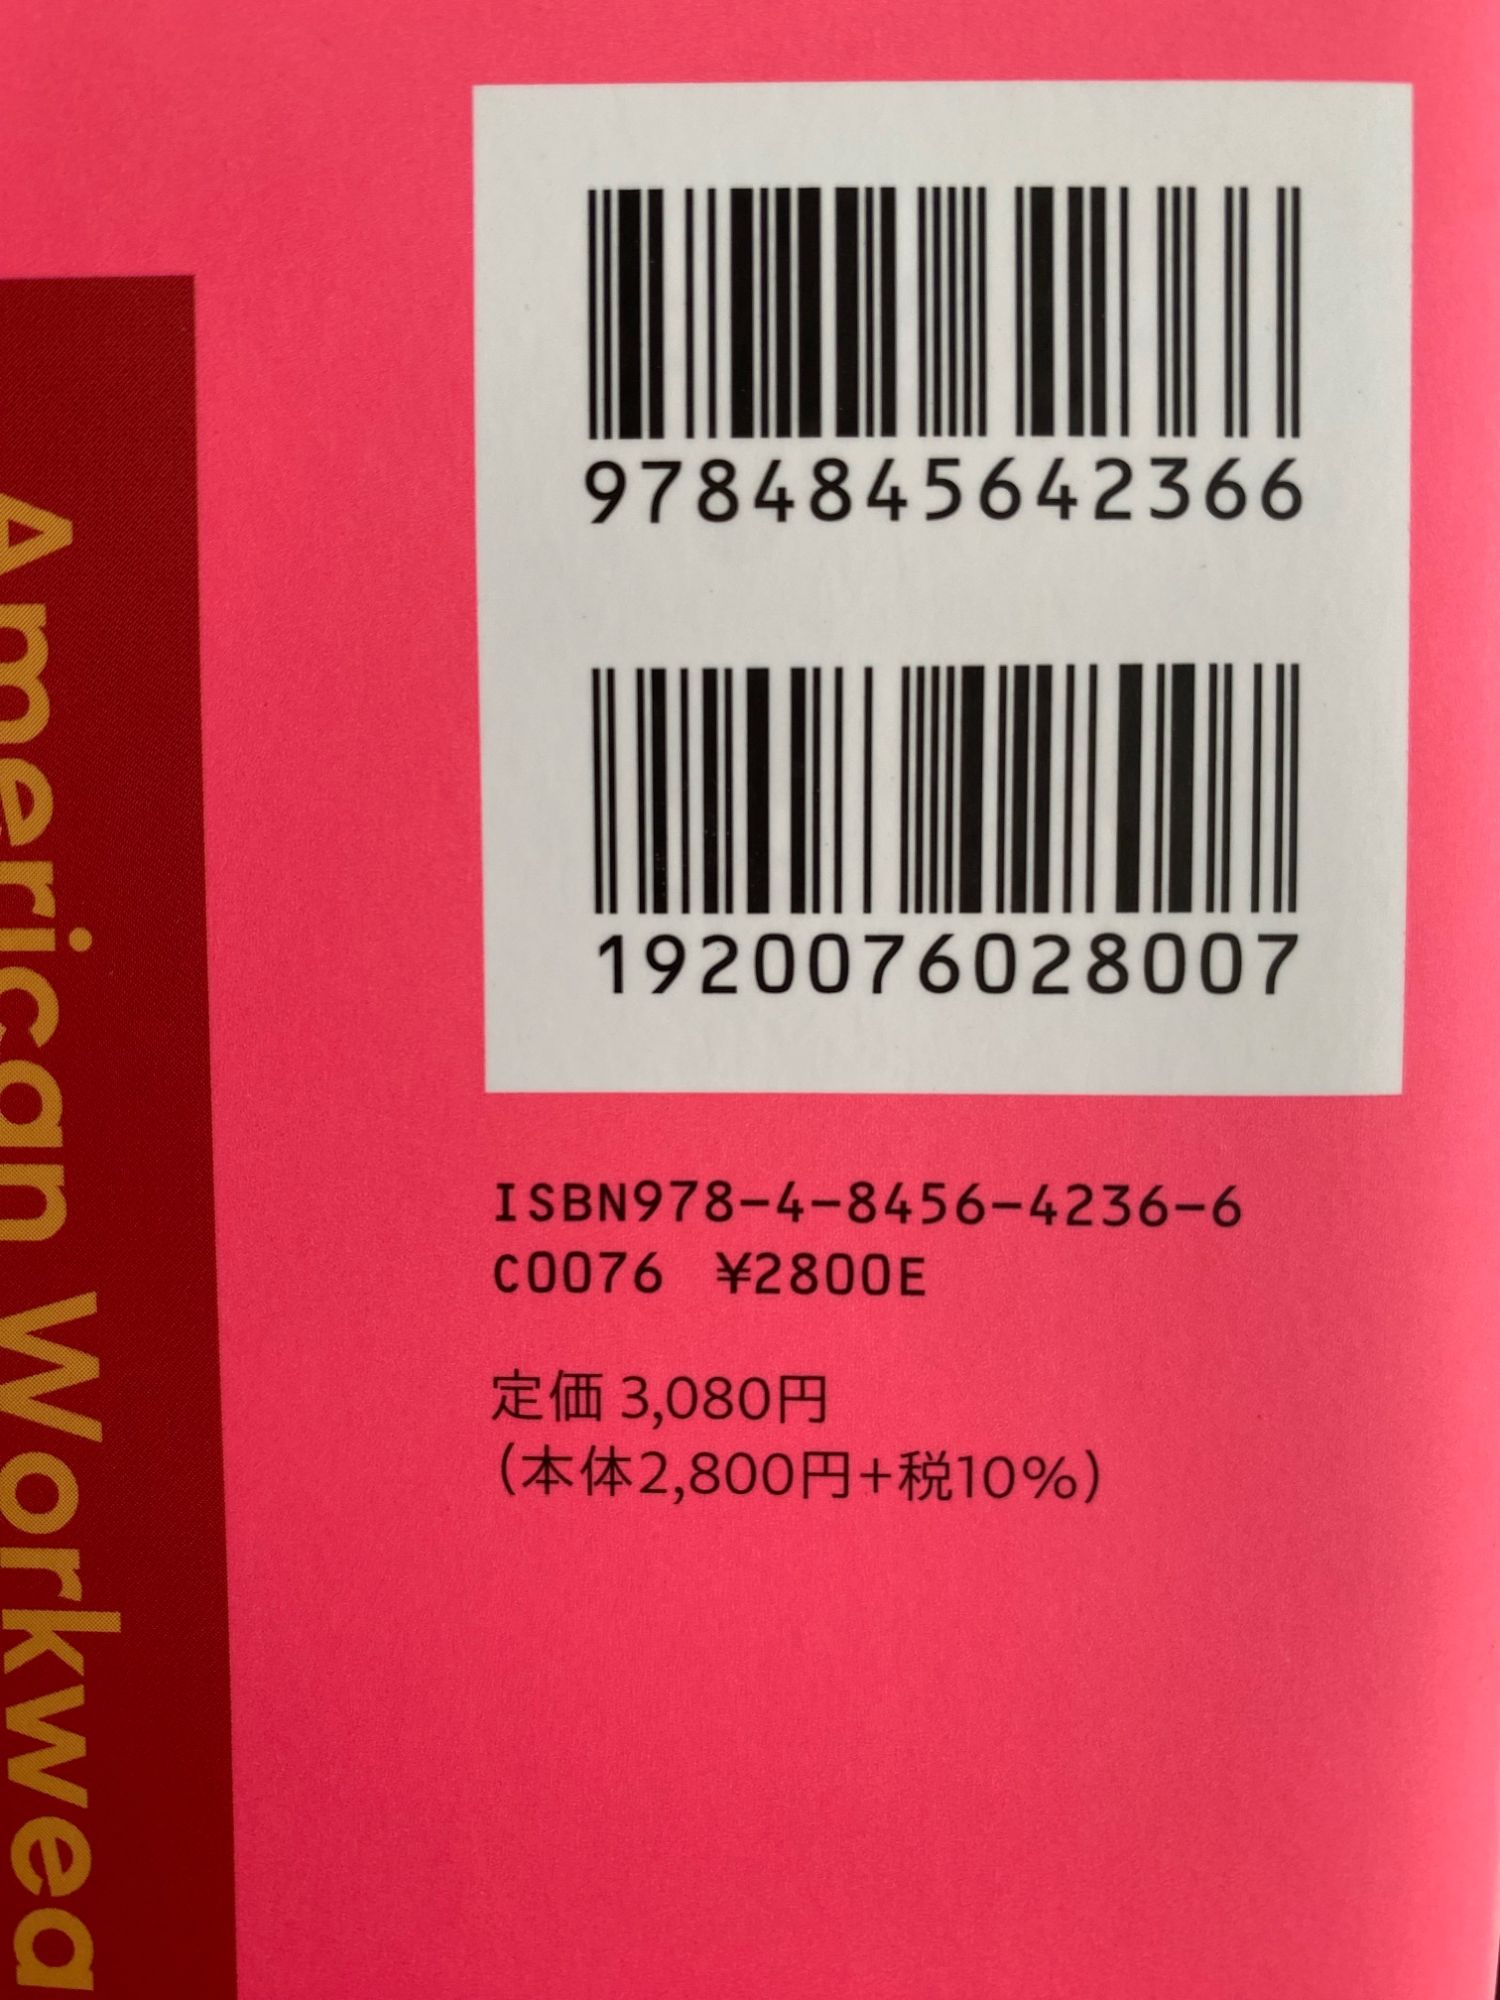 American Workwea
9784845642366
1920076028007
ISBN978-4-8456-4236-6
C0076 ¥2800E
定価 3,080円
(本体2,800円+税10%)